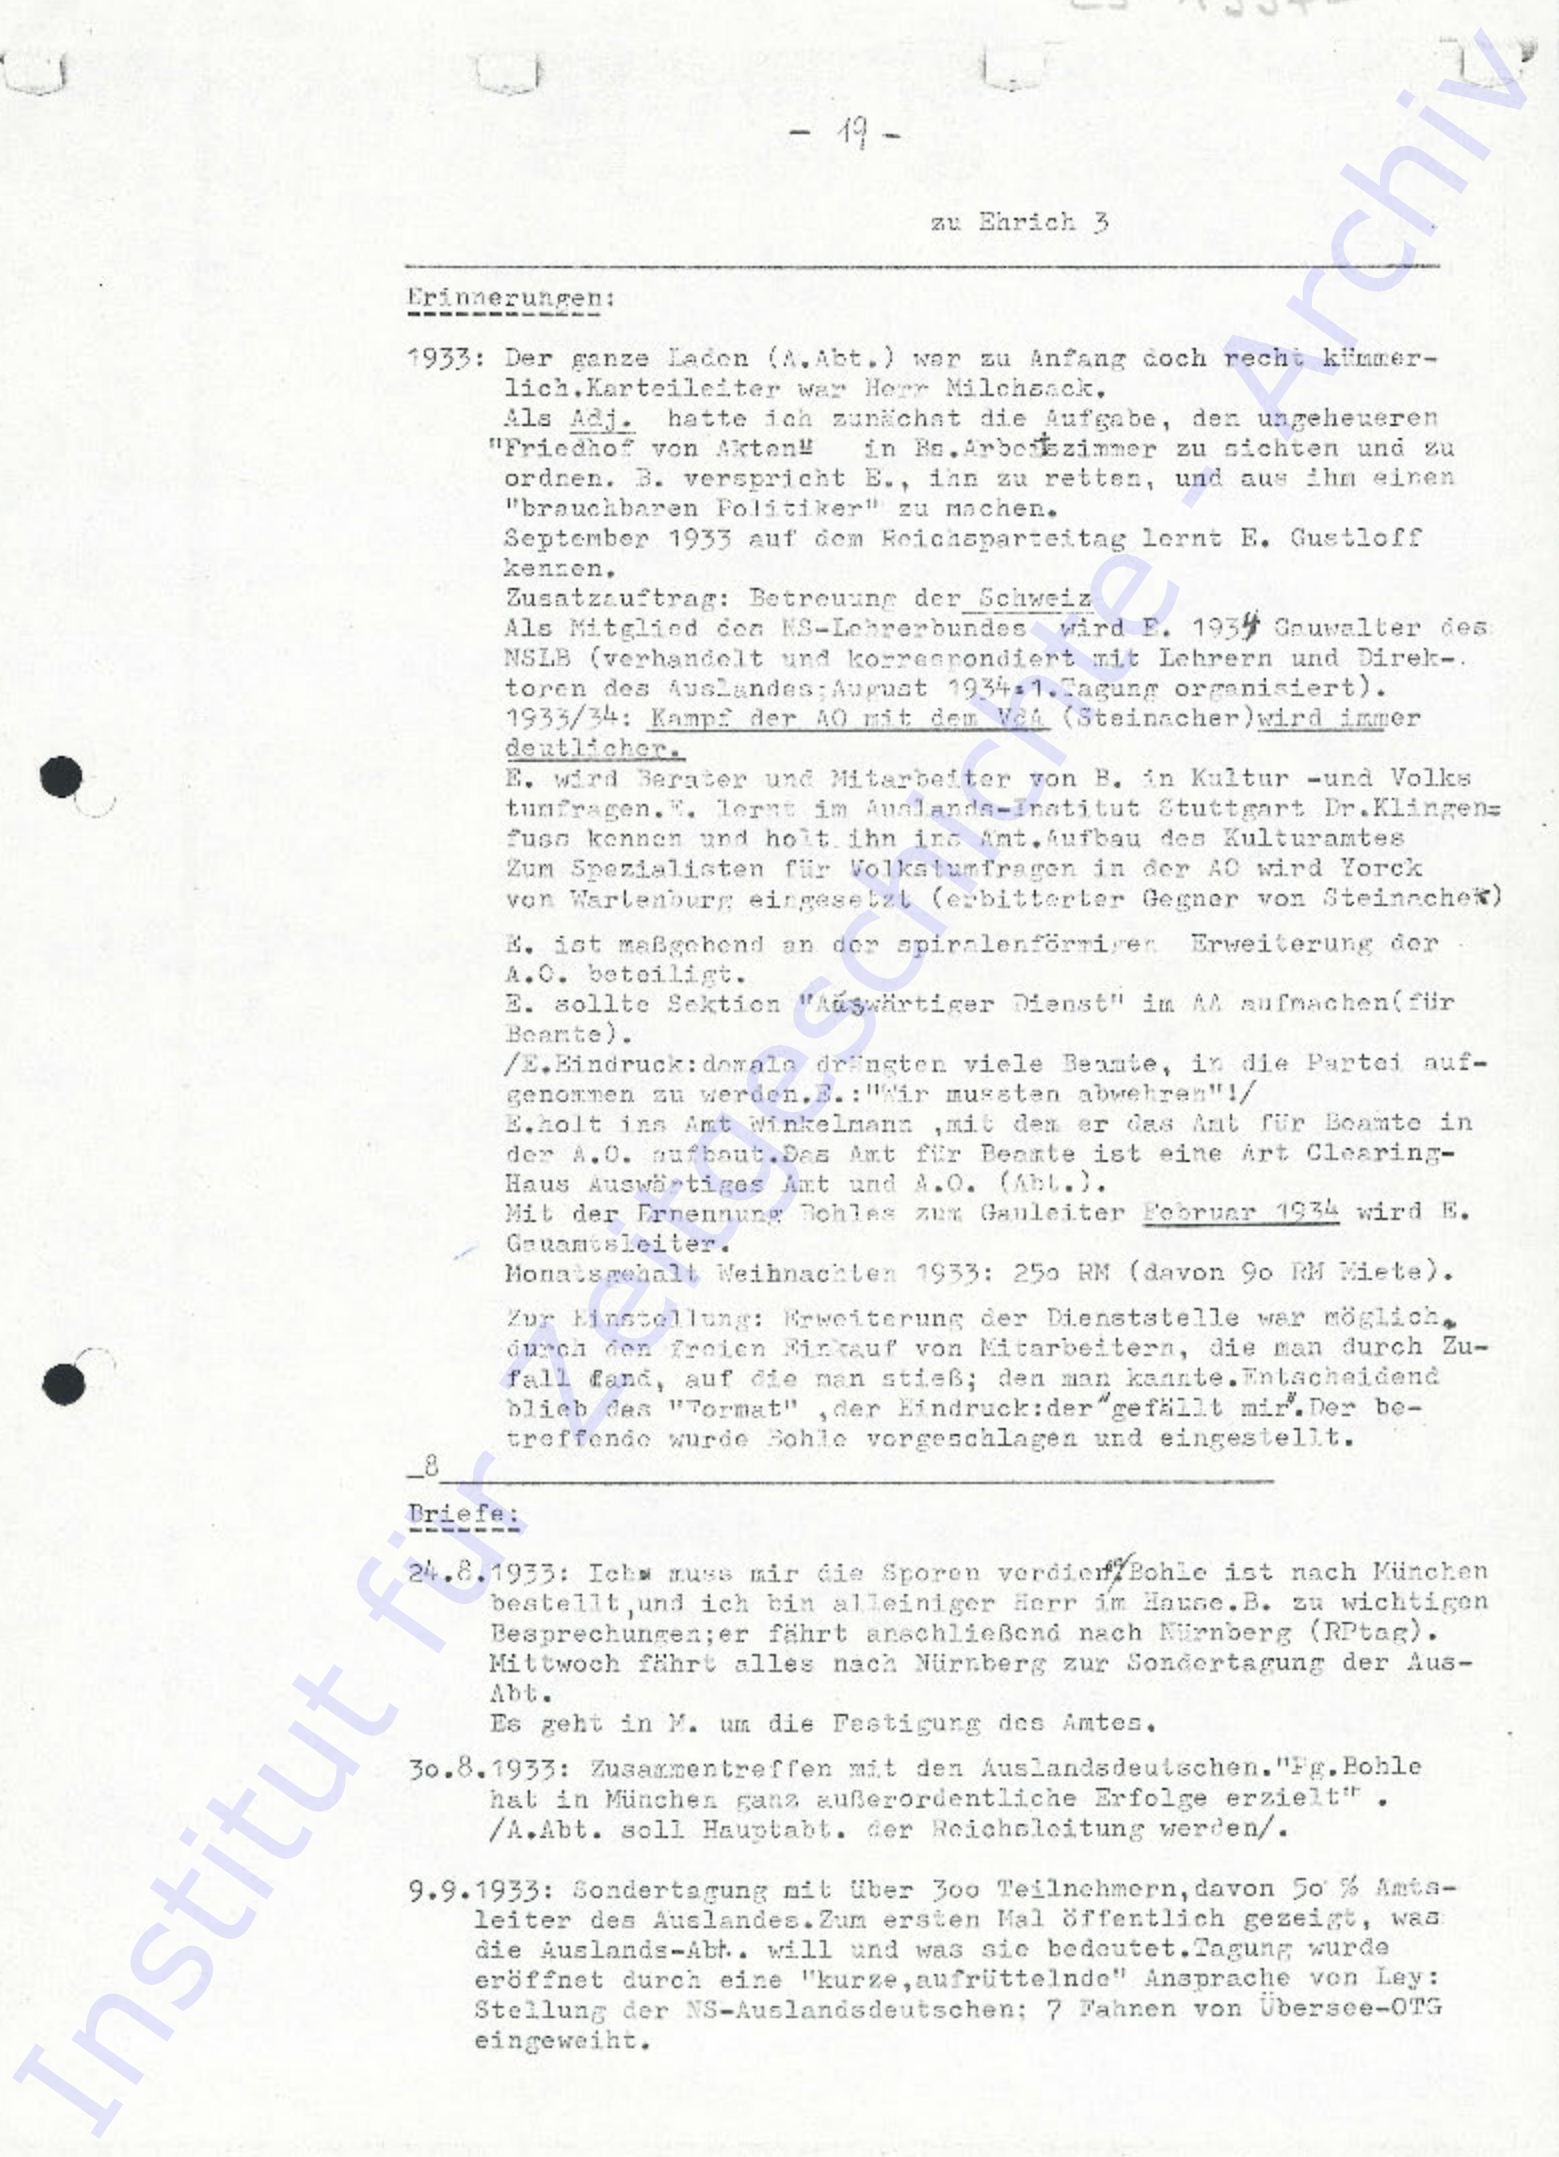 - 19 -
zu Ehrich 3
Erinnerungen:
1933: Der ganze Laden (A.Abt.) war zu Anfang doch recht kümmer-
lich.Karteileiter war Herr Milchsack.
Als Adj. hatte ich zunächst die Aufgabe, den ungeheueren
"Friedhof von Akten" in Bs.Arbeitszimmer zu sichten und zu
ordnen. B. verspricht E., ihn zu retten, und aus ihm einen
"brauchbaren Politiker" zu machen.
September 1933 auf dem Reichsparteitag lernt E. Gustloff
kennen.
Zusatzauftrag: Betreuung der Schweiz
Als Mitglied des NS-Lehrerbundes wird E. 1934 Gauwalter des
NSLB (verhandelt und korrespondiert mit Lehrern und Direk-
toren des Auslandes;August 1934:1.Tagung organisiert).
1933/34: Kampf der AO mit dem VdA (Steinacher)wird immer
deutlicher.
E. wird Berater und Mitarbeiter von B. in Kultur -und Volks
tumfragen.E. lernt im Auslands-Institut Stuttgart Dr.Klingen=
fuss kennen und holt ihn ins Amt.Aufbau des Kulturamtes
Zum Spezialisten für Volkstumfragen in der AO wird Yorck
von Wartenburg eingesetzt (erbitterter Gegner von Steinacher)
E. ist maßgebend an der spiralenförmigen Erweiterung der
A.O. beteiligt.
E. sollte Sektion "Auswärtiger Dienst" im AA aufmachen(für
Beamte).
/E.Eindruck:damals drängten viele Beamte, in die Partei auf-
genommen zu werden.E.:"Wir mussten abwehren"!/
E.holt ins Amt Winkelmann ,mit dem er das Amt für Beamte in
der A.O. aufbaut.Das Amt für Beamte ist eine Art Clearing-
Haus Auswärtiges Amt und A.O. (Abt.).
Mit der Ernennung Bohles zum Gauleiter Februar 1934 wird E.
Gauamtsleiter.
Monatsgehalt Weihnachten 1933: 25o RM (davon 9o RM Miete).
Zur Einstellung: Erweiterung der Dienststelle war möglich
durch den freien Einkauf von Mitarbeitern, die man durch Zu-
fall fand, auf die man stieß; den man kannte.Entscheidend
blieb das "Format" ,der Eindruck:der"gefällt mir".Der be-
treffende wurde Bohle vorgeschlagen und eingestellt.
_8
Briefe:
24.8.1933: Ich muss mir die Sporen verdienen/Bohle ist nach München
bestellt,und ich bin alleiniger Herr im Hause.B. zu wichtigen
Besprechungen;er fährt anschließend nach Nürnberg (RPtag).
Mittwoch fährt alles nach Nürnberg zur Sondertagung der Aus-
Abt.
Es geht in M. um die Festigung des Amtes.
3o.8.1933: Zusammentreffen mit den Auslandsdeutschen."Pg.Bohle
hat in München ganz außerordentliche Erfolge erzielt" .
/A.Abt. soll Hauptabt. der Reichsleitung werden/.
9.9.1933: Sondertagung mit über 3oo Teilnehmern,davon 5o % Amts-
leiter des Auslandes.Zum ersten Mal öffentlich gezeigt, was
die Auslands-Abt. will und was sie bedeutet.Tagung wurde
eröffnet durch eine "kurze,aufrüttelnde" Ansprache von Ley:
Stellung der NS-Auslandsdeutschen; 7 Fahnen von Übersee-OTG
eingeweiht.
Institut für Zeitgeschichte - Archiv